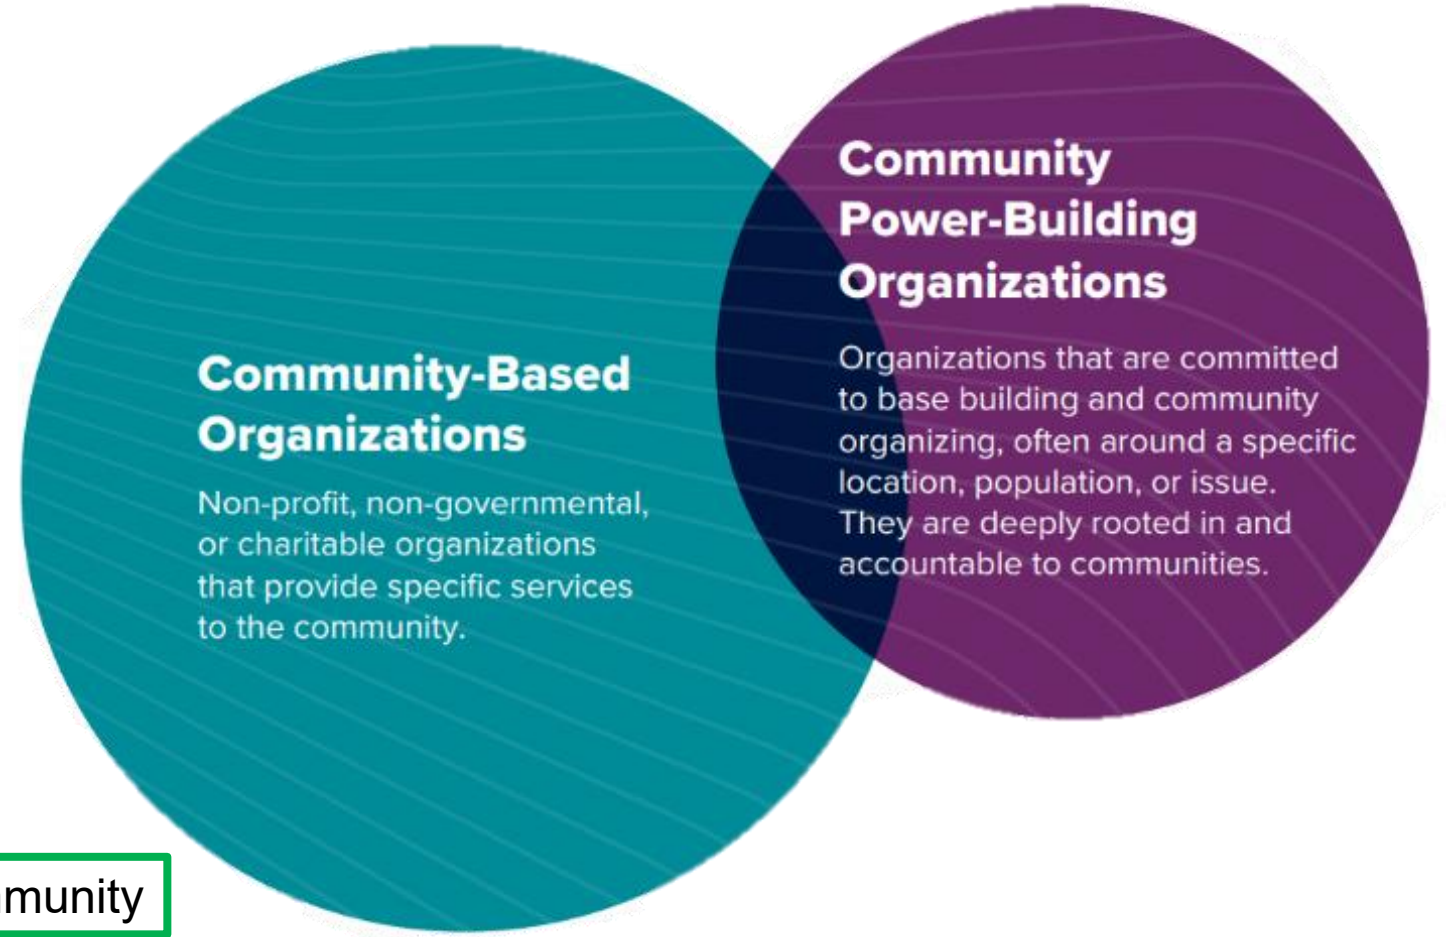 Community-Based
Organizations
Non-profit, non-governmental,
or charitable organizations
that provide specific services
to the community.
Community
Power-Building
Organizations
Organizations that are committed
to base building and community
organizing, often around a specific
location, population, or issue.
They are deeply rooted in and
accountable to communities.